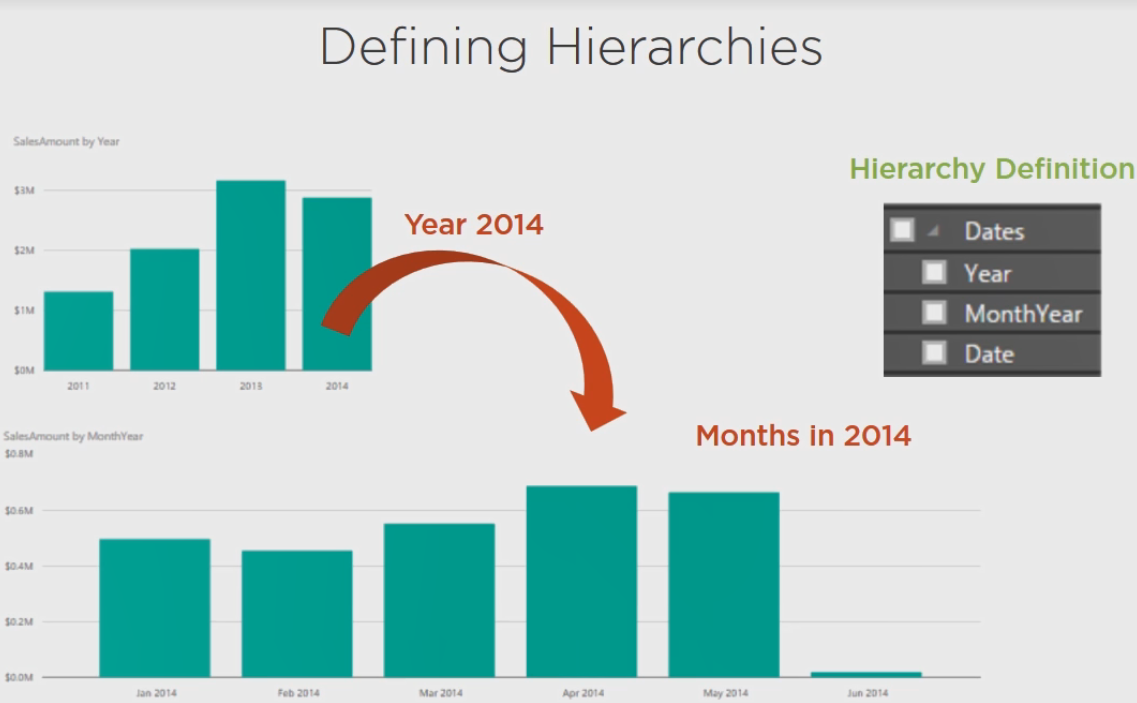 Defining Hierarchies
SalesAmount by Year
$3M
$2M
$1M
$0M
2011 2012 2013 2014
Year 2014
Hierarchy Definition
Dates
Year
MonthYear
Date
Months in 2014
SalesAmount by MonthYear
$0.8M
$0.6M
$0.4M
$0.2M
$0.0M
Jan 2014 Feb 2014 Mar 2014 Apr 2014 May 2014 Jun 2014